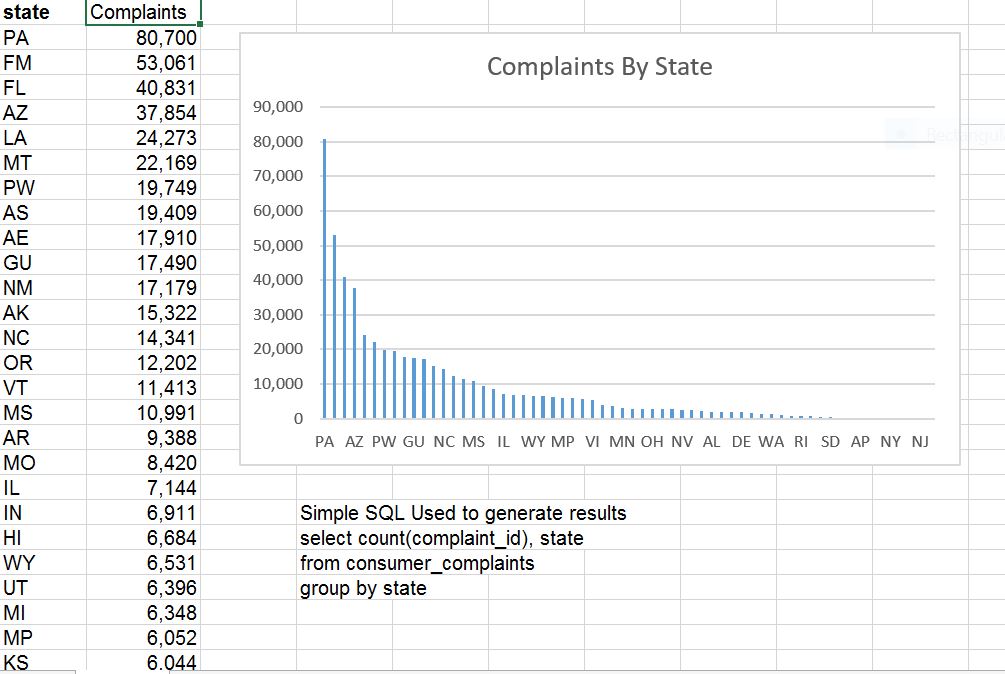 state Complaints
PA 80,700
FM 53,061
FL 40,831
AZ 37,854
LA 24,273
MT 22,169
PW 19,749
AS 19,409
AE 17,910
GU 17,490
NM 17,179
AK 15,322
NC 14,341
OR 12,202
VT 11,413
MS 10,991
AR 9,388
MO 8,420
IL 7,144
IN 6,911
HI 6,684
WY 6,531
UT 6,396
MI 6,348
MP 6,052
KS 6,044
Complaints By State
90,000
80,000
70,000
60,000
50,000
40,000
30,000
20,000
10,000
0
PA AZ PW GU NC MS IL WY MP VI MN OH NV AL DE WA RI SD AP NY NJ
Simple SQL Used to generate results
select count(complaint_id), state
from consumer_complaints
group by state